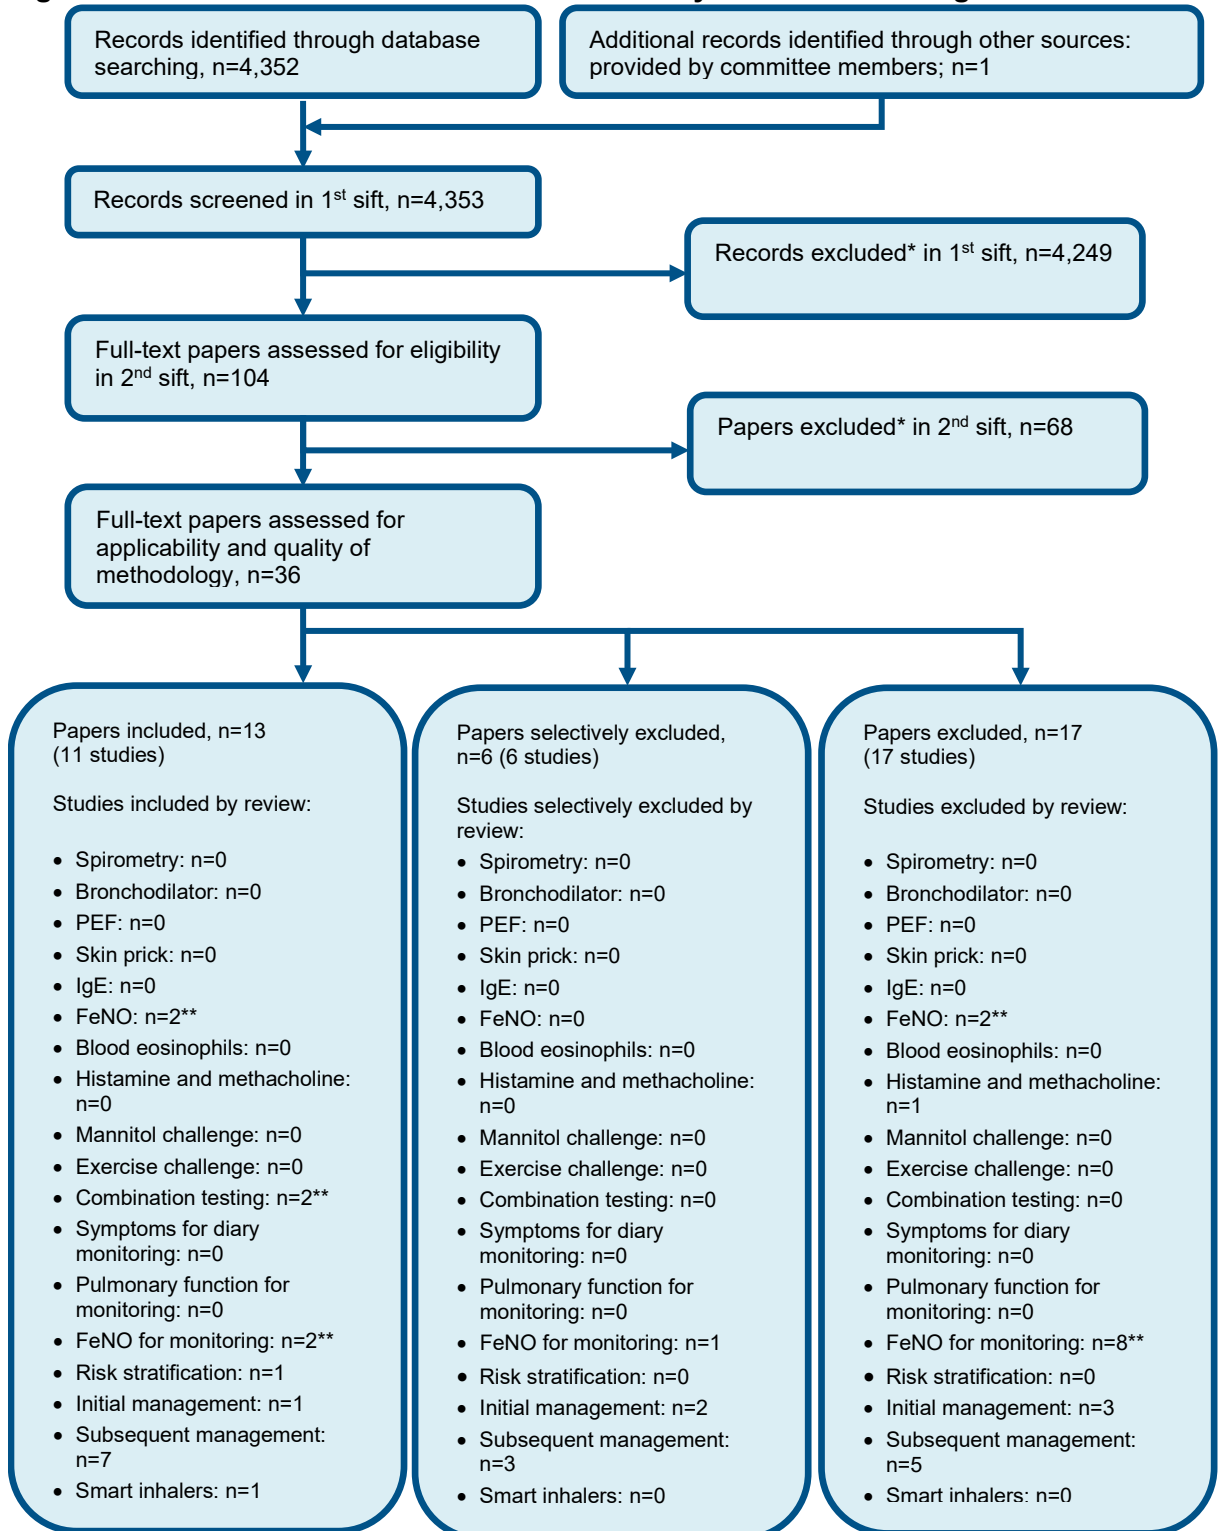 Records identified through database
searching, n=4,352
Additional records identified through other sources:
provided by committee members; n=1
Records screened in 1st sift, n=4,353
Records excluded* in 1st sift, n=4,249
Full-text papers assessed for eligibility
in 2nd sift, n=104
Papers excluded* in 2nd sift, n=68
Full-text papers assessed for
applicability and quality of
methodology, n=36
Papers included, n=13
(11 studies)
Studies included by review:
• Spirometry: n=0
• Bronchodilator: n=0
• PEF: n=0
• Skin prick: n=0
• IgE: n=0
• FeNO: n=2**
• Blood eosinophils: n=0
• Histamine and methacholine:
n=0
• Mannitol challenge: n=0
• Exercise challenge: n=0
• Combination testing: n=2**
• Symptoms for diary
monitoring: n=0
• Pulmonary function for
monitoring: n=0
• FeNO for monitoring: n=2**
• Risk stratification: n=1
• Initial management: n=1
• Subsequent management:
n=7
• Smart inhalers: n=1
Papers selectively excluded,
n=6 (6 studies)
Studies selectively excluded by
review:
• Spirometry: n=0
• Bronchodilator: n=0
• PEF: n=0
• Skin prick: n=0
• IgE: n=0
• FeNO: n=0
• Blood eosinophils: n=0
• Histamine and methacholine:
n=0
• Mannitol challenge: n=0
• Exercise challenge: n=0
• Combination testing: n=0
• Symptoms for diary
monitoring: n=0
• Pulmonary function for
monitoring: n=0
• FeNO for monitoring: n=1
• Risk stratification: n=0
• Initial management: n=2
• Subsequent management:
n=3
• Smart inhalers: n=0
Papers excluded, n=17
(17 studies)
Studies excluded by review:
• Spirometry: n=0
• Bronchodilator: n=0
• PEF: n=0
• Skin prick: n=0
• IgE: n=0
• FeNO: n=2**
• Blood eosinophils: n=0
• Histamine and methacholine:
n=1
• Mannitol challenge: n=0
• Exercise challenge: n=0
• Combination testing: n=0
• Symptoms for diary
monitoring: n=0
• Pulmonary function for
monitoring: n=0
• FeNO for monitoring: n=8**
• Risk stratification: n=0
• Initial management: n=3
• Subsequent management:
n=5
• Smart inhalers: n=0